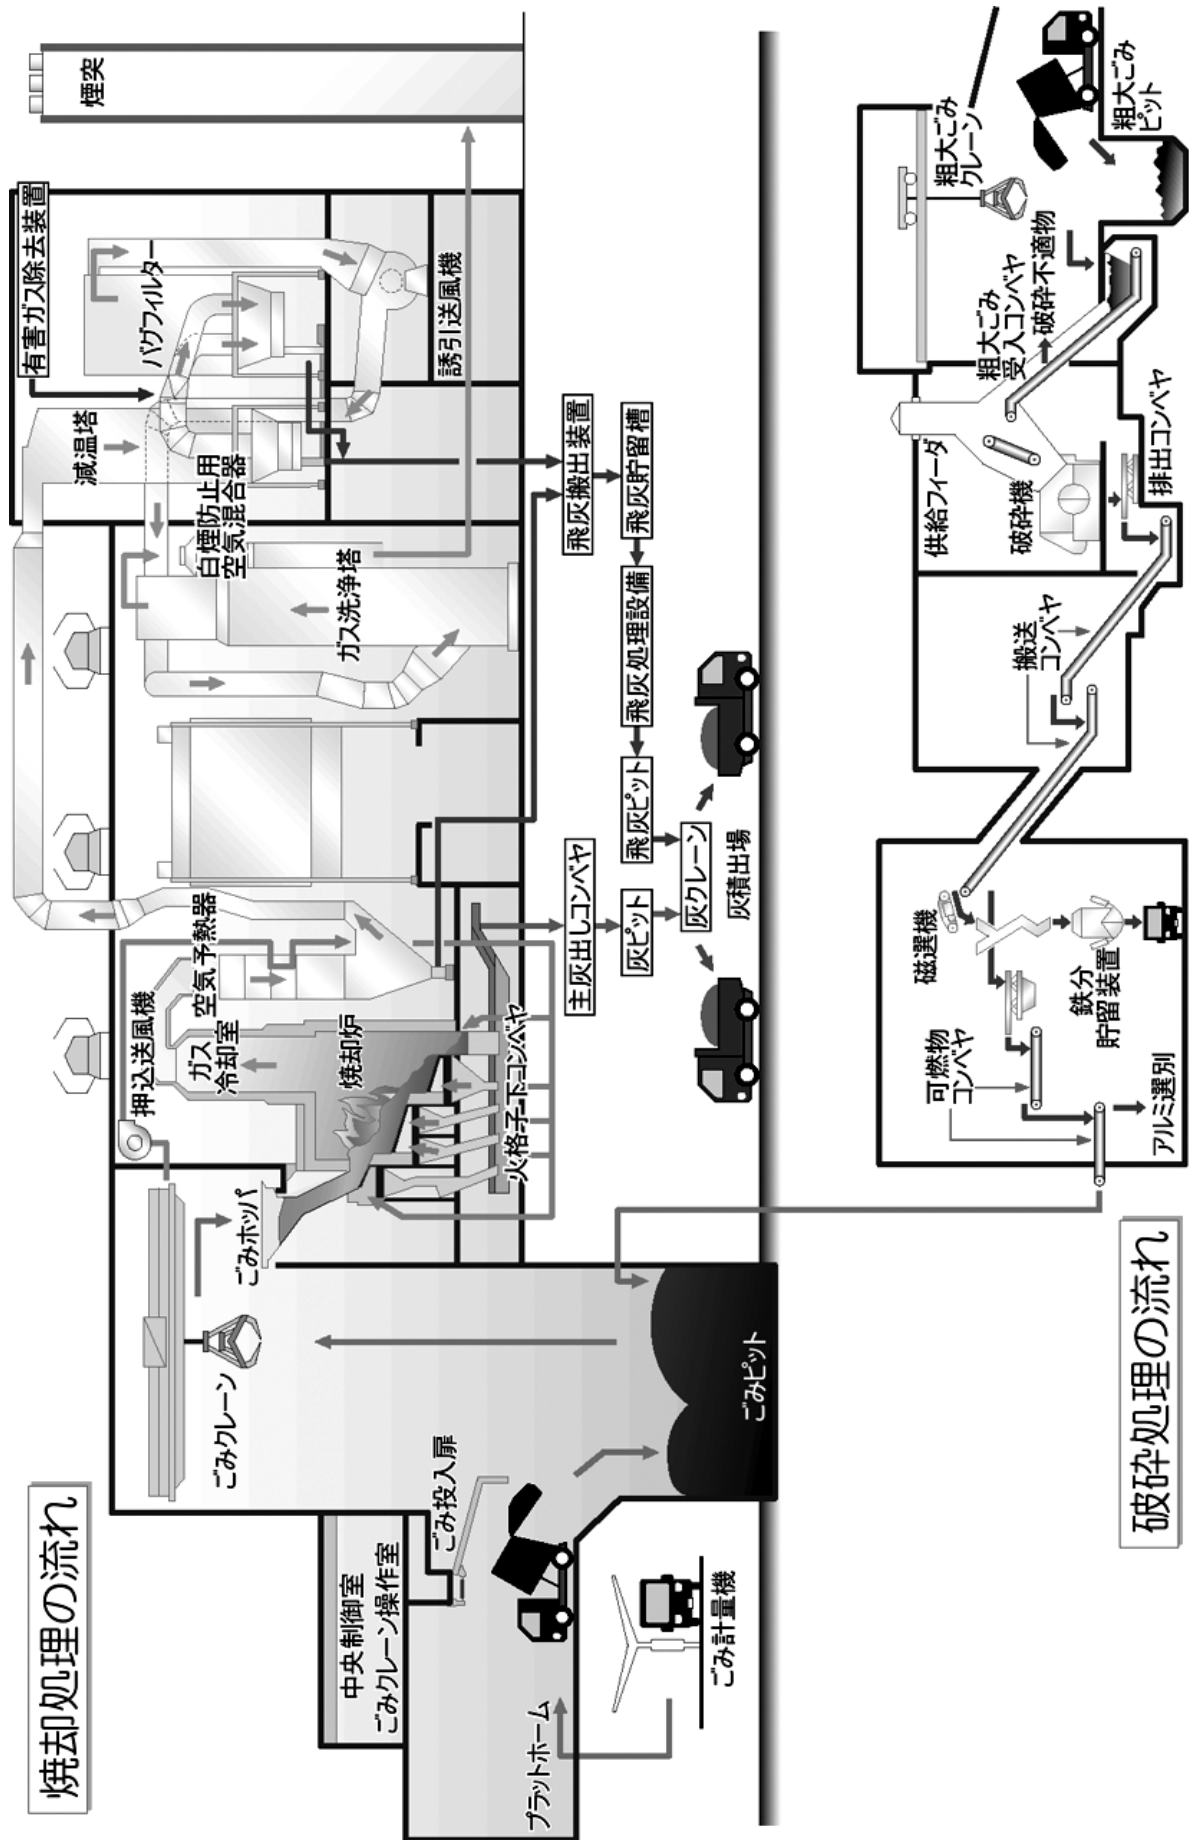 焼却処理の流れ
中央制御室
ごみクレーン操作室
プラットホーム
ごみ計量機
ごみ投入扉
ごみクレーン
ごみピット
ごみホッパ
押込送風機
ガス
冷却室
空気予熱器
焼却炉
火格子下コンベヤ
主灰出しコンベヤ
灰ピット
灰クレーン
灰積出場
飛灰ピット
飛灰処理設備
飛灰貯留槽
飛灰搬出装置
ガス洗浄塔
白煙防止用
空気混合器
減温塔
有害ガス除去装置
バグフィルター
誘引送風機
煙突
破砕処理の流れ
アルミ選別
可燃物
コンベヤ
鉄分
貯留装置
磁選機
搬送
コンベヤ
排出コンベヤ
破砕機
供給フィーダ
粗大ごみ
受入コンベヤ
破砕不適物
粗大ごみ
クレーン
粗大ごみ
ピット